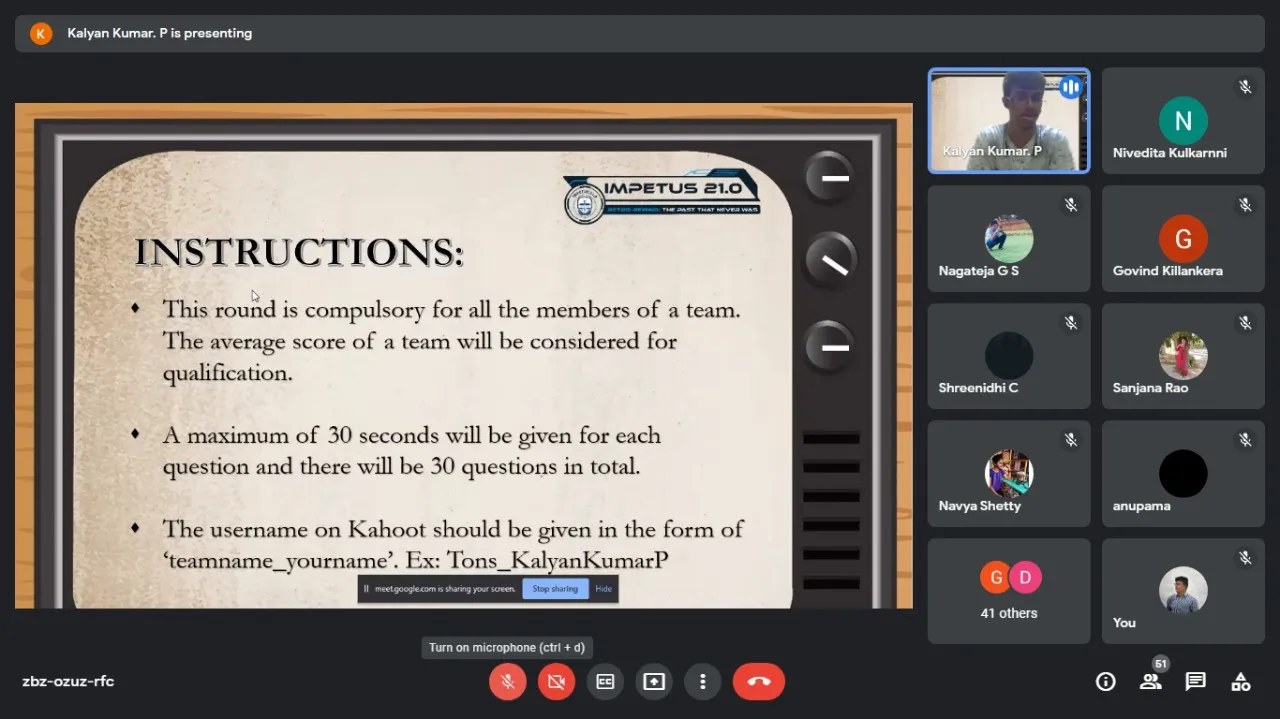 K
Kalyan Kumar. P is presenting
IMPETUS 21.0
RETRO REWIND: THE PAST THAT NEVER WAS
INSTRUCTIONS:
This round is compulsory for all the members of a team.
The average score of a team will be considered for
qualification.
A maximum of 30 seconds will be given for each
question and there will be 30 questions in total.
The username on Kahoot should be given in the form of
‘teamname_yourname’. Ex: Tons_KalyanKumarP
meet.google.com is sharing your screen.
Stop sharing
Hide
Kalyan Kumar. P
N
Nivedita Kulkarnni
Nagateja G S
G
Govind Killankera
Shreenidhi C
Sanjana Rao
Navya Shetty
anupama
G D
41 others
You
Turn on microphone (ctrl + d)
zbz-ozuz-rfc
CC
51